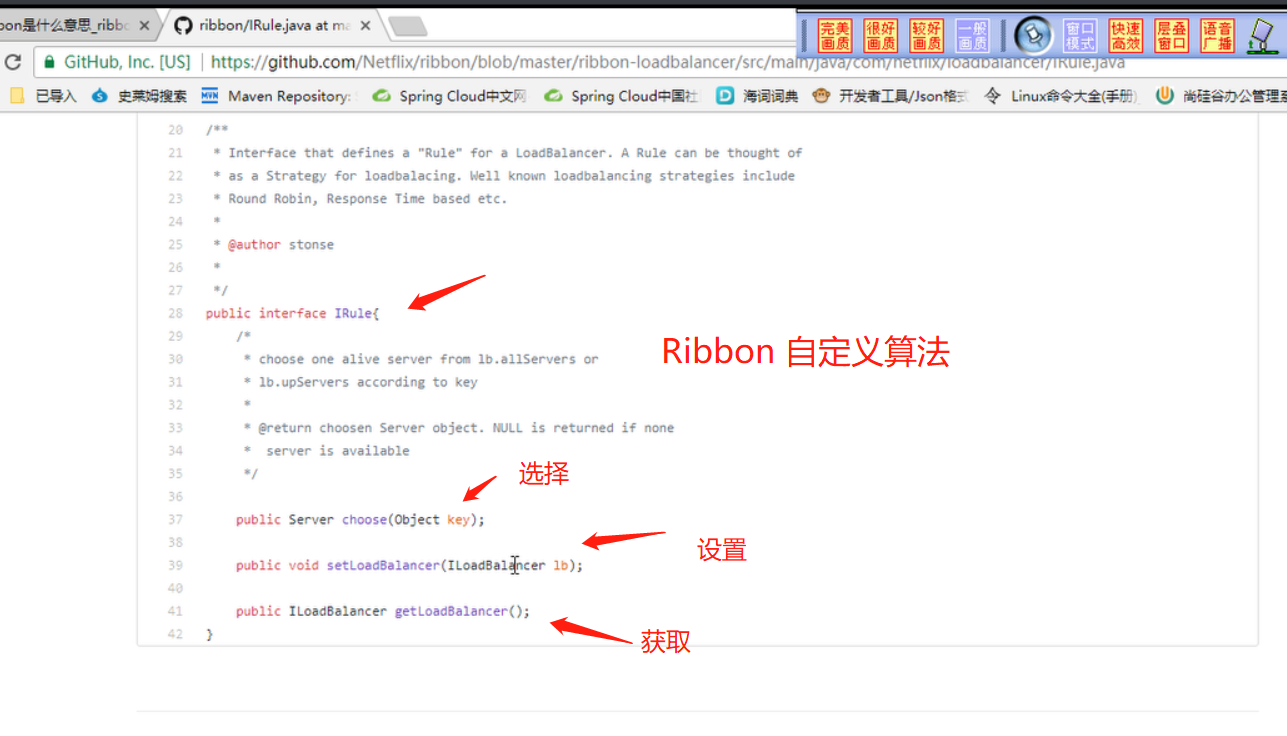 bon是什么意思_ribbo
ribbon/IRule.java at ma
完美画质
很好画质
较好画质
一般画质
窗口模式
快速高效
层叠窗口
语音广播
GitHub, Inc. [US]
https://github.com/Netflix/ribbon/blob/master/ribbon-loadbalancer/src/main/java/com/netflix/loadbalancer/IRule.java
已导入
史莱姆搜索
Maven Repository:
Spring Cloud中文网
Spring Cloud中国社
海词词典
开发者工具/Json格式
Linux命令大全(手册)
尚硅谷办公管理系
20 /**
21 * Interface that defines a "Rule" for a LoadBalancer. A Rule can be thought of
22 * as a Strategy for loadbalacing. Well known loadbalancing strategies include
23 * Round Robin, Response Time based etc.
24 *
25 * @author stonse
26 *
27 */
28 public interface IRule{
29 /*
30 * choose one alive server from lb.allServers or
31 * lb.upServers according to key
32 *
33 * @return choosen Server object. NULL is returned if none
34 * server is available
35 */
36
37 public Server choose(Object key);
38
39 public void setLoadBalancer(ILoadBalancer lb);
40
41 public ILoadBalancer getLoadBalancer();
42 }
Ribbon 自定义算法
选择
设置
获取